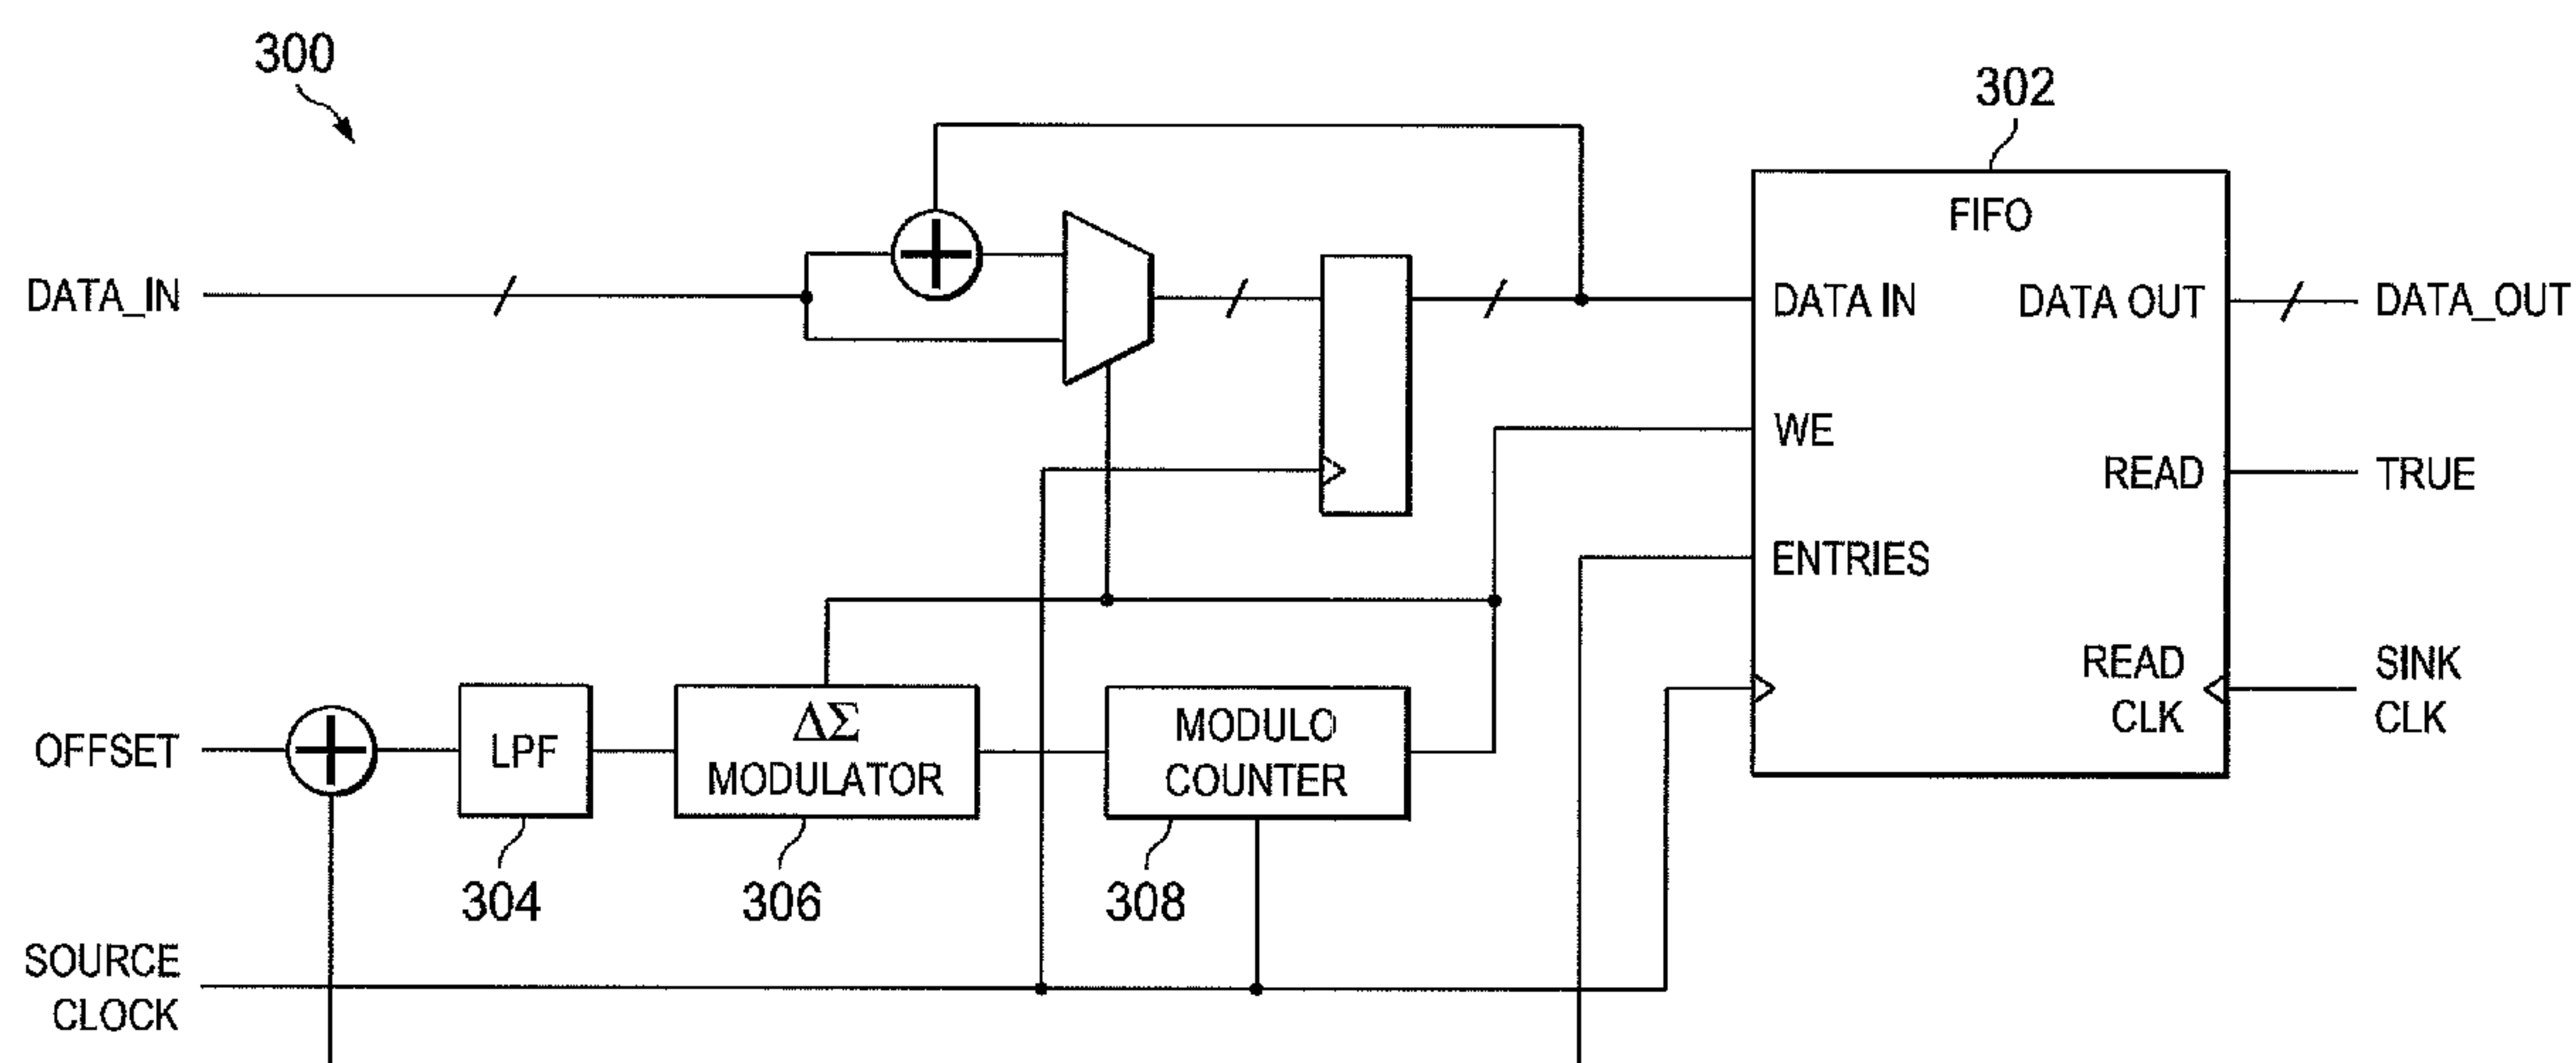 300
302
FIFO
DATA_IN
DATA IN
DATA OUT
DATA_OUT
WE
READ
TRUE
ENTRIES
READ
CLK
SINK
CLK
OFFSET
LPF
ΔΣ
MODULATOR
MODULO
COUNTER
304
306
308
SOURCE
CLOCK